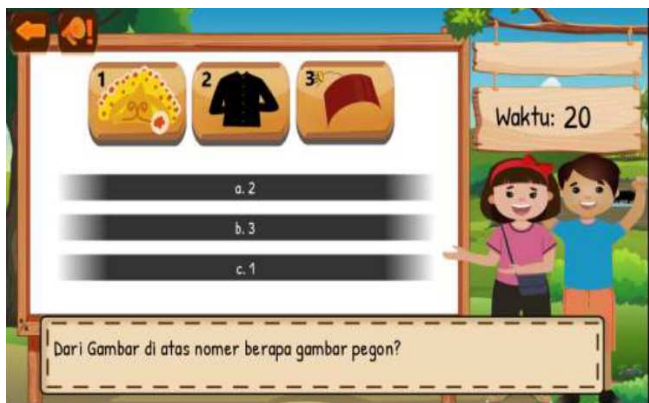 1 2 3
Waktu: 20
a. 2
b. 3
c. 1
Dari Gambar di atas nomer berapa gambar pegon?